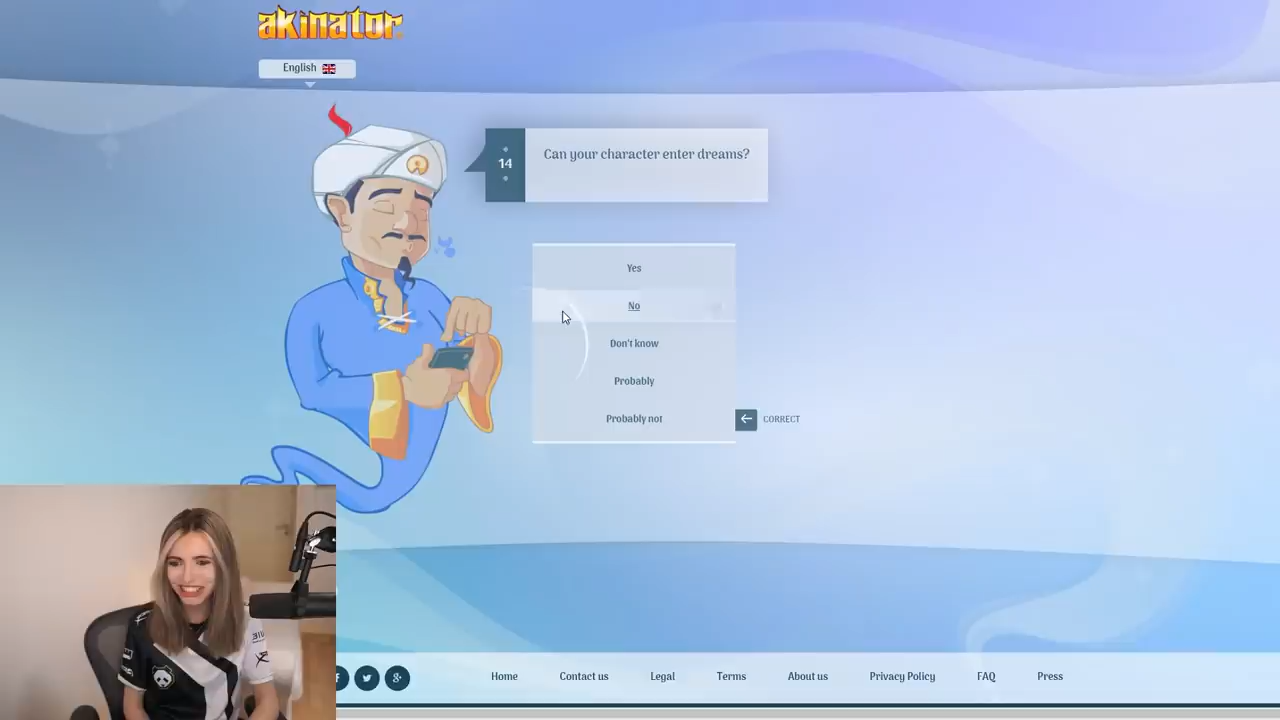 akinator
English
14
Can your character enter dreams?
Yes
No
Don't know
Probably
Probably not
CORRECT
Home
Contact us
Legal
Terms
About us
Privacy Policy
FAQ
Press